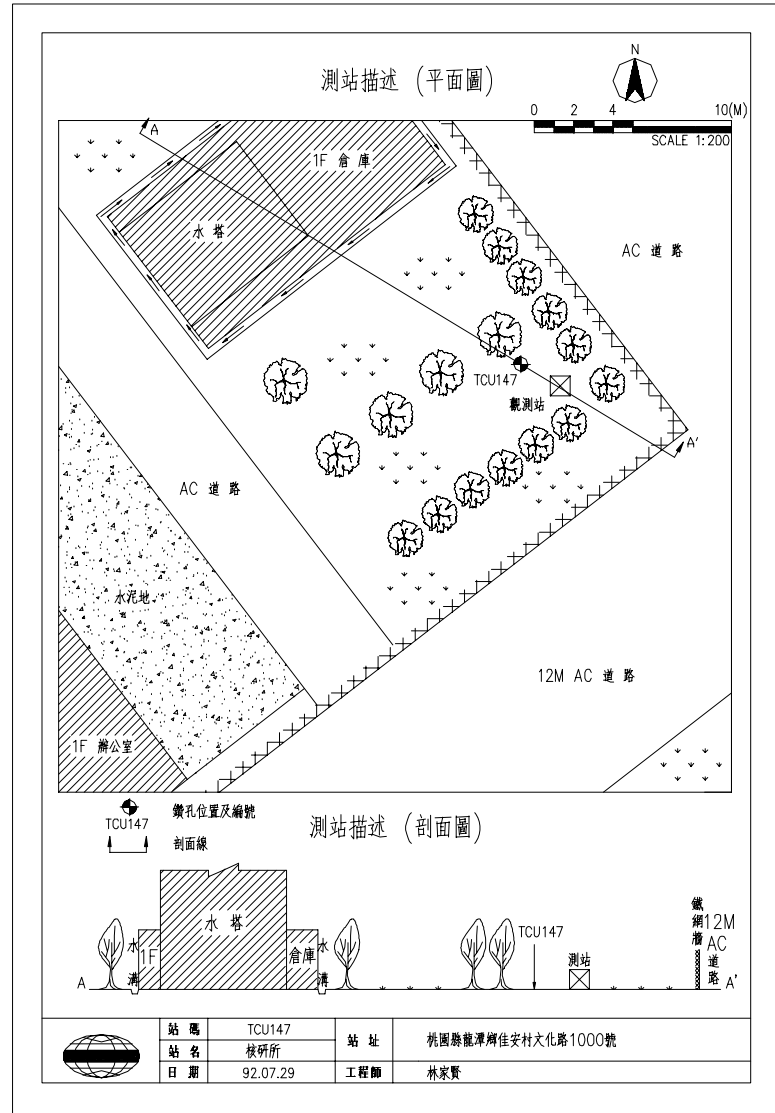 測站描述 (平面圖)
N
0 2 4 10(M)
SCALE 1:200
A
1F 倉庫
水塔
AC 道路
TCU147
觀測站
A'
AC 道路
水泥地
12M AC 道路
1F 辦公室
TCU147 鑽孔位置及編號
剖面線
測站描述 (剖面圖)
鐵網牆
12M AC 道路
水塔
TCU147
水溝
1F
倉庫
水溝
測站
A
A'
站碼 TCU147
站名 核研所
日期 92.07.29
站址 桃園縣龍潭鄉佳安村文化路1000號
工程師 林家賢